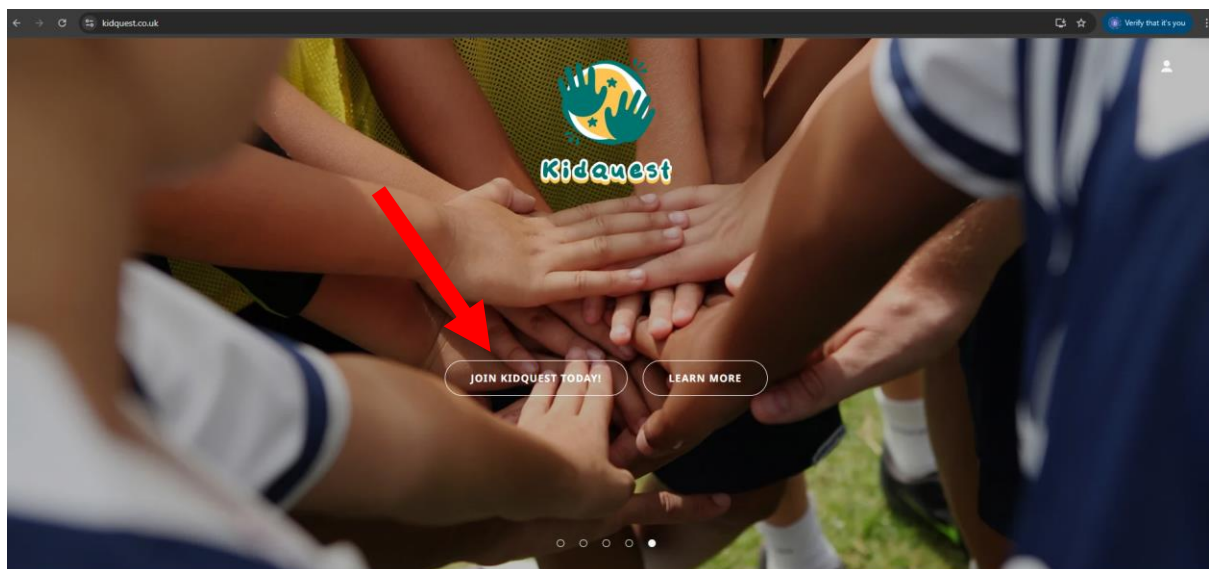 kidquest.co.uk
Verify that it's you
Kidquest
JOIN KIDQUEST TODAY!
LEARN MORE